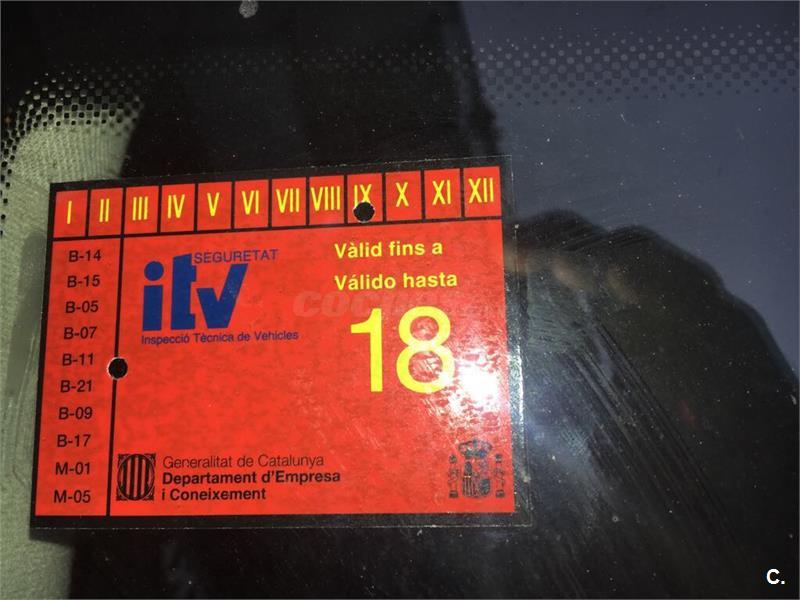 I II III IV V VI VII VIII IX X XI XII
B-14
B-15
B-05
B-07
B-11
B-21
B-09
B-17
M-01
M-05
SEGURETAT
itv
Inspecció Tècnica de Vehicles
Vàlid fins a
Válido hasta
18
Generalitat de Catalunya
Departament d'Empresa
i Coneixement
C.